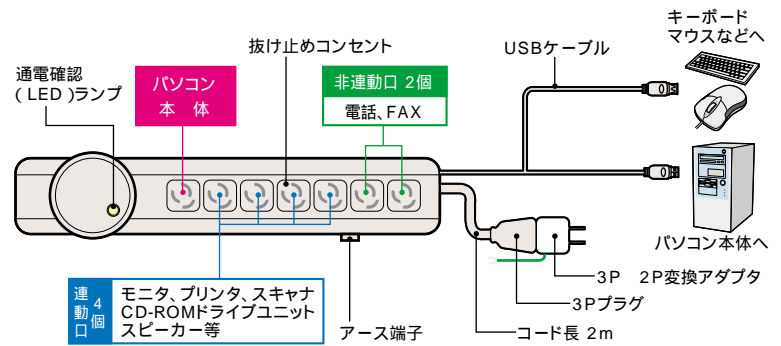 キーボード
マウスなどへ
抜け止めコンセント
USBケーブル
通電確認
(LED)ランプ
パソコン
本 体
非連動口 2個
電話、FAX
パソコン本体へ
3P 2P変換アダプタ
3Pプラグ
コード長 2m
アース端子
連動口
4個
モニタ、プリンタ、スキャナ
CD-ROMドライブユニット
スピーカー等